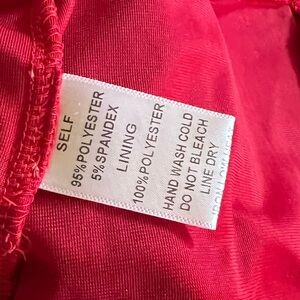 SELF
95%POLYESTER
5%SPANDEX
LINING
100%POLYESTER
HAND WASH COLD
DO NOT BLEACH
LINE DRY